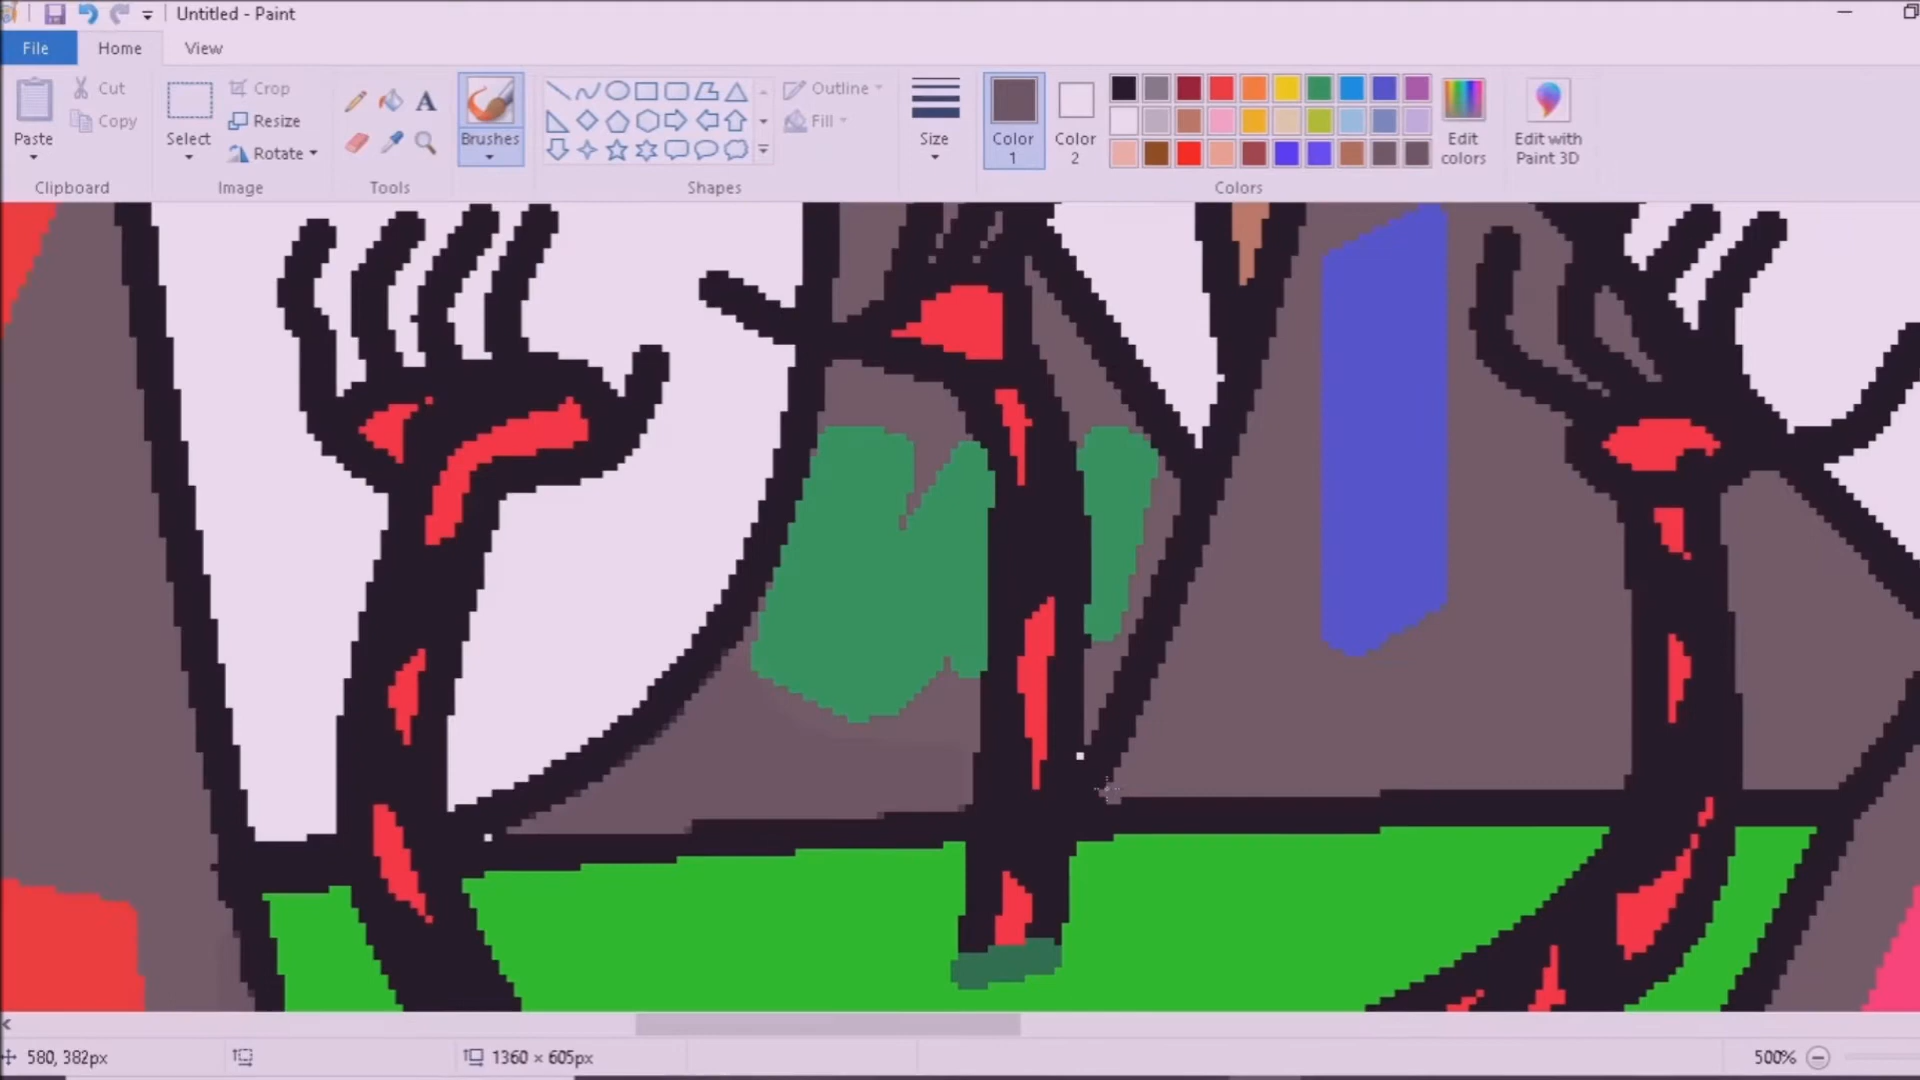 Untitled - Paint
File
Home
View
Paste
Cut
Copy
Clipboard
Select
Crop
Resize
Rotate
Image
Tools
Brushes
Shapes
Outline
Fill
Size
Color
1
Color
2
Colors
Edit
colors
Edit with
Paint 3D
580, 382px
1360 × 605px
500%